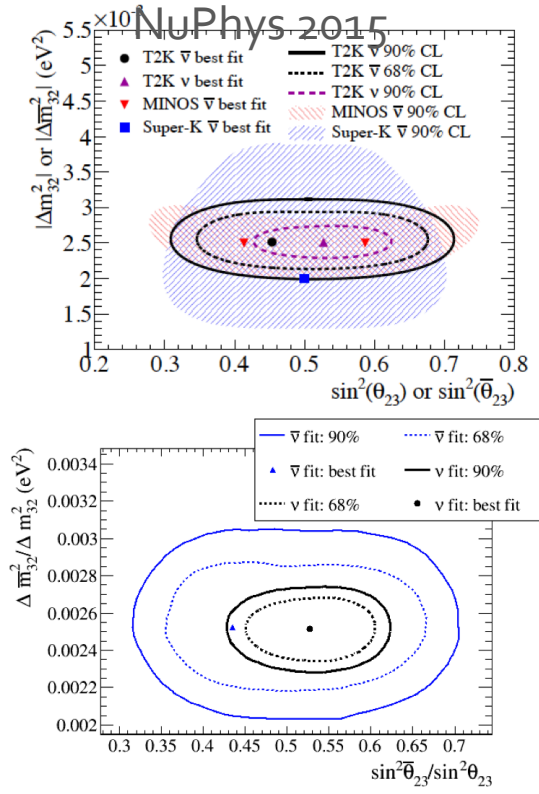 NuPhys 2015
5.5 ×10⁻³
T2K ν̅ best fit
T2K ν best fit
MINOS ν̅ best fit
Super-K ν̅ best fit
T2K ν̅ 90% CL
T2K ν̅ 68% CL
T2K ν 90% CL
MINOS ν̅ 90% CL
Super-K ν̅ 90% CL
|Δm²₃₂| or |Δm̅²₃₂| (eV²)
5
4.5
4
3.5
3
2.5
2
1.5
1
0.2 0.3 0.4 0.5 0.6 0.7 0.8
sin²(θ₂₃) or sin²(θ̅₂₃)
ν̅ fit: 90%
ν̅ fit: 68%
ν̅ fit: best fit
ν fit: 90%
ν fit: 68%
ν fit: best fit
Δ m̅²₃₂/Δ m²₃₂ (eV²)
0.0034
0.0032
0.003
0.0028
0.0026
0.0024
0.0022
0.002
0.3 0.35 0.4 0.45 0.5 0.55 0.6 0.65 0.7
sin²θ̅₂₃/sin²θ₂₃